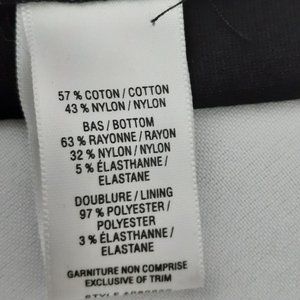 57 % COTON / COTTON
43 % NYLON / NYLON
BAS / BOTTOM
63 % RAYONNE / RAYON
32 % NYLON / NYLON
5 % ÉLASTHANNE /
ELASTANE
DOUBLURE / LINING
97 % POLYESTER /
POLYESTER
3 % ÉLASTHANNE /
ELASTANE
GARNITURE NON COMPRISE
EXCLUSIVE OF TRIM
STYLE